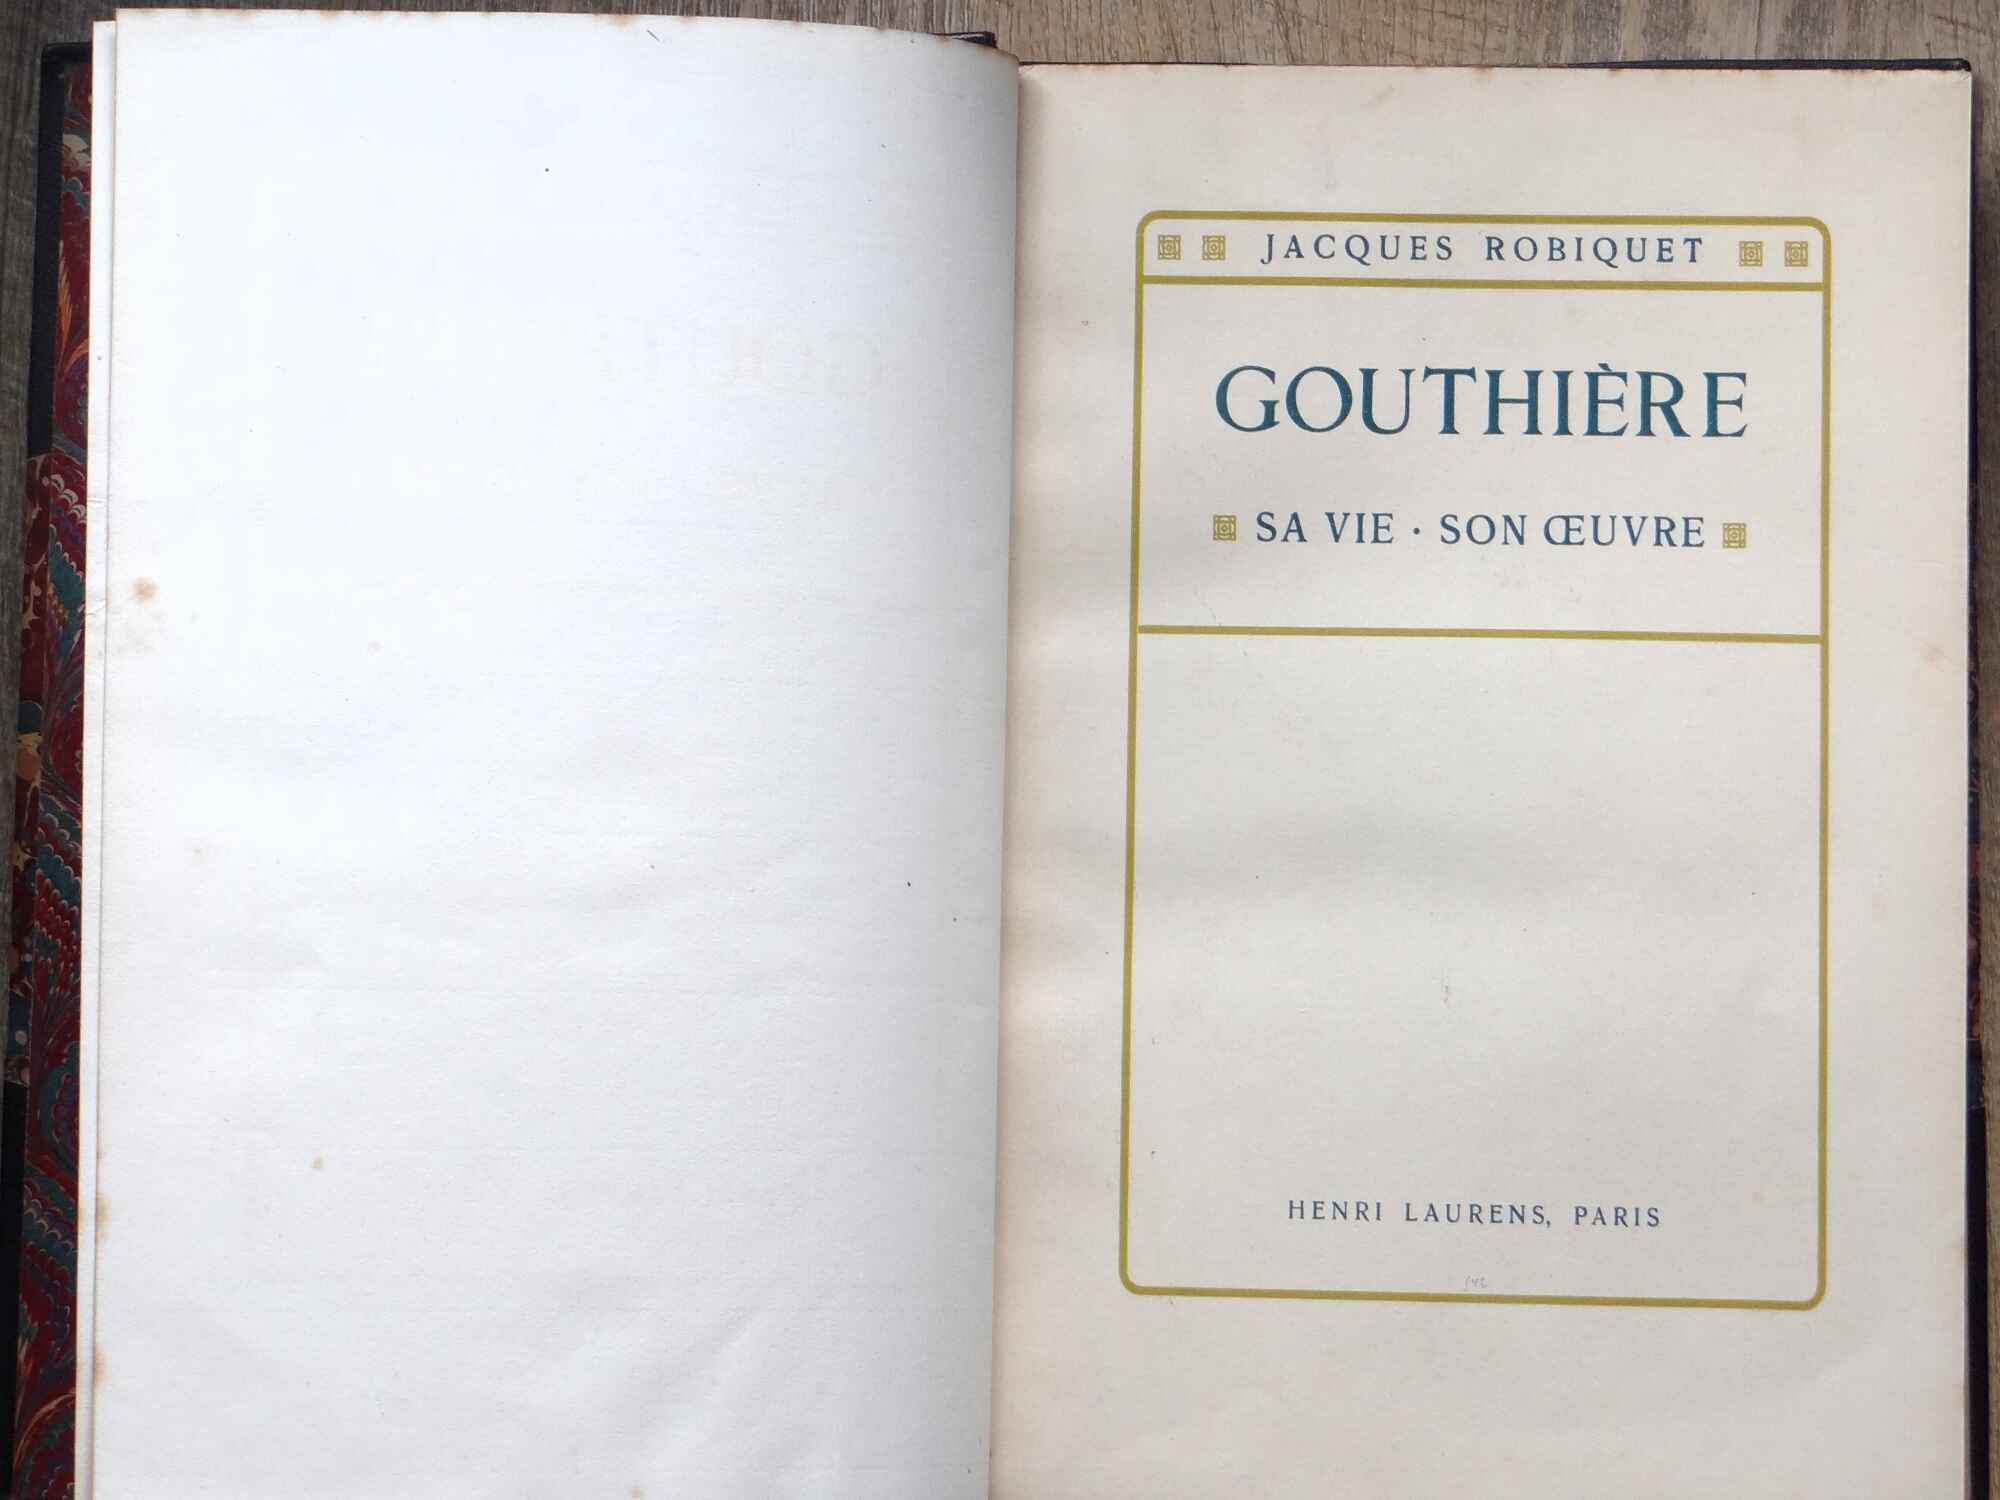 JACQUES ROBIQUET
GOUTHIÈRE
SA VIE · SON ŒUVRE
HENRI LAURENS, PARIS